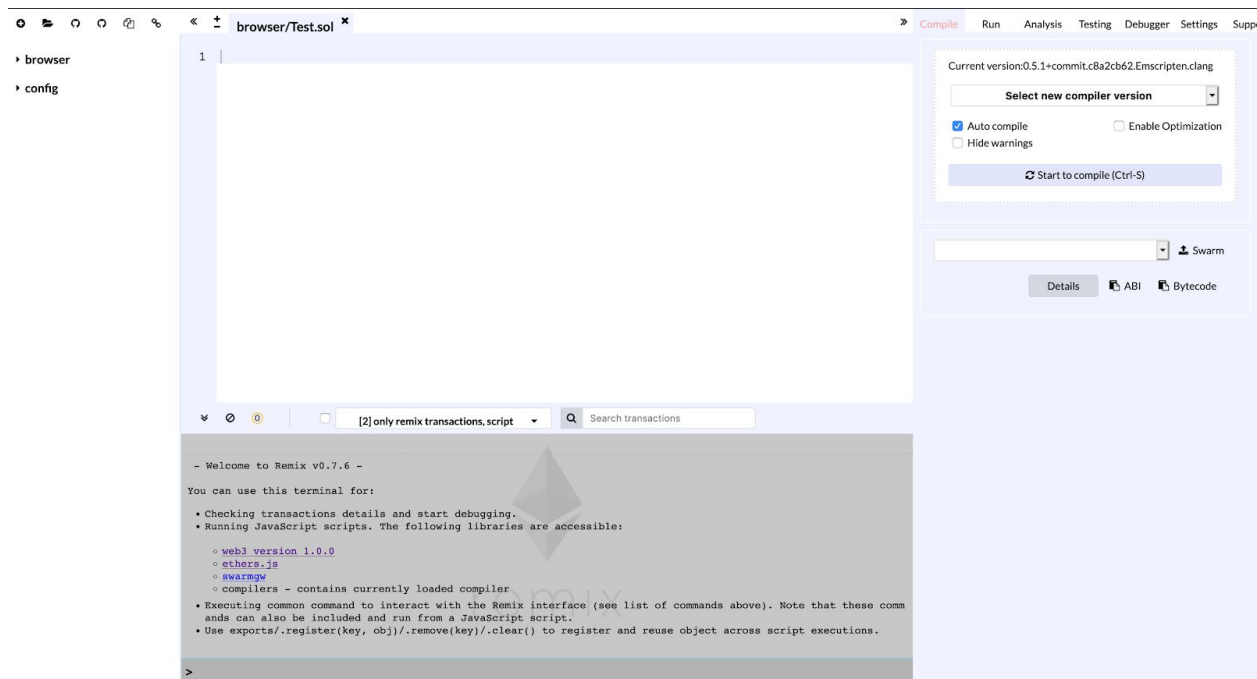 browser/Test.sol
Compile Run Analysis Testing Debugger Settings
browser
config
1
Current version:0.5.1+commit.c8a2cb62.Emscripten.clang
Select new compiler version
Auto compile Enable Optimization
Hide warnings
Start to compile (Ctrl-S)
Swarm
Details ABI Bytecode
0 [2] only remix transactions, script Search transactions
- Welcome to Remix v0.7.6 -
You can use this terminal for:
• Checking transactions details and start debugging.
• Running JavaScript scripts. The following libraries are accessible:
◦ web3 version 1.0.0
◦ ethers.js
◦ swarmgw
◦ compilers - contains currently loaded compiler
• Executing common command to interact with the Remix interface (see list of commands above). Note that these comm
ands can also be included and run from a JavaScript script.
• Use exports/.register(key, obj)/.remove(key)/.clear() to register and reuse object across script executions.
remix
>